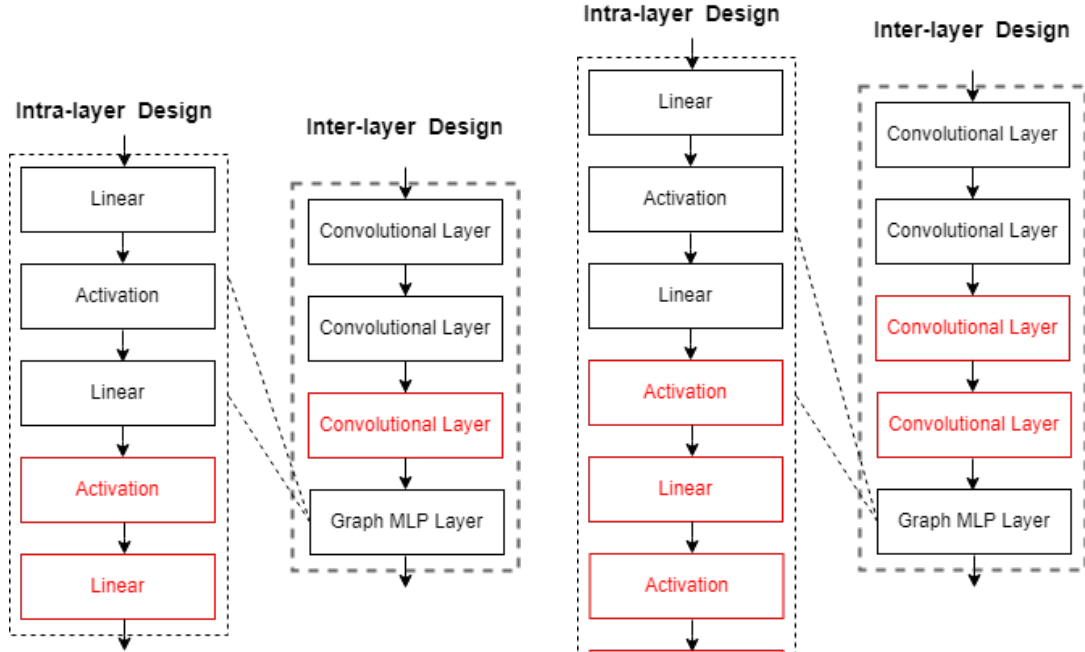 Intra-layer Design
Linear
Activation
Linear
Activation
Linear
Inter-layer Design
Convolutional Layer
Convolutional Layer
Convolutional Layer
Graph MLP Layer
Intra-layer Design
Linear
Activation
Linear
Activation
Linear
Activation
Inter-layer Design
Convolutional Layer
Convolutional Layer
Convolutional Layer
Convolutional Layer
Graph MLP Layer